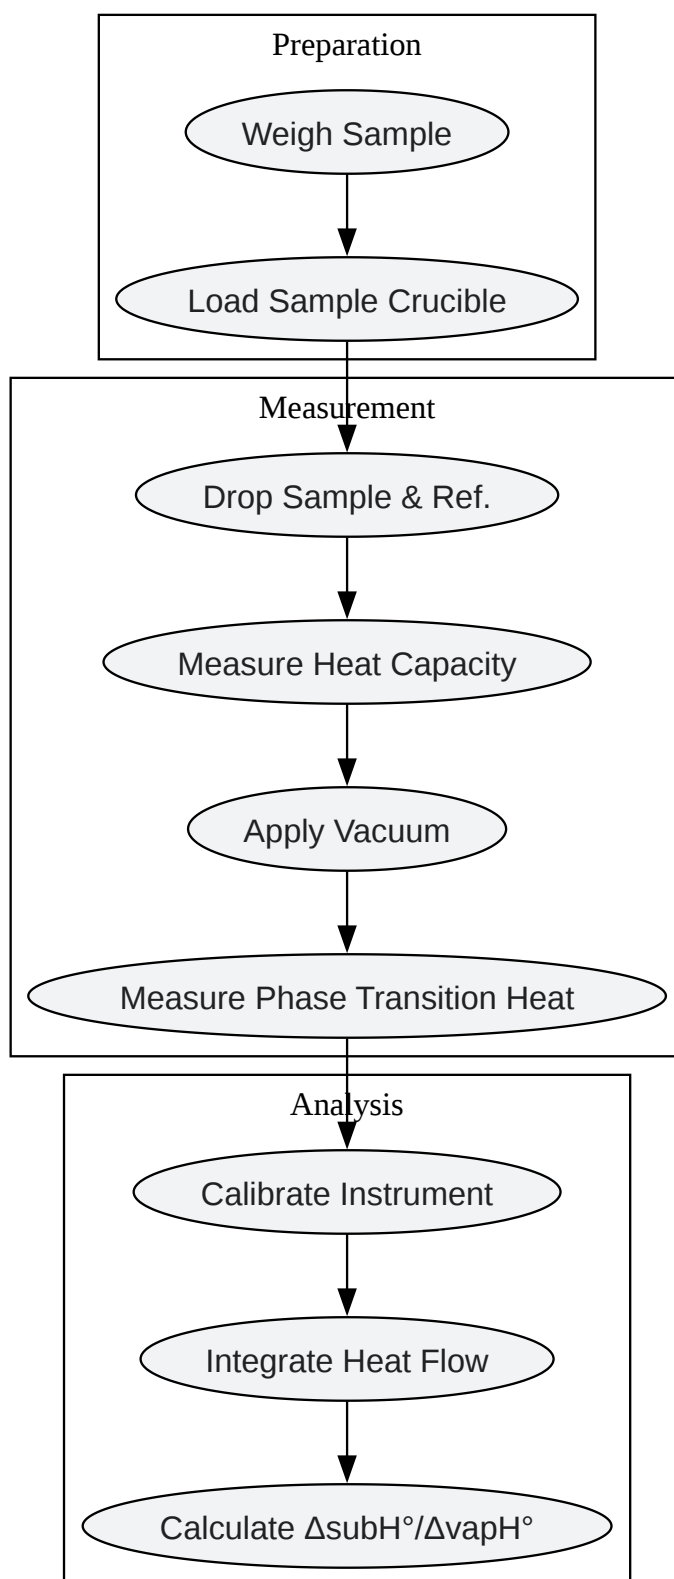 Preparation
Weigh Sample
Load Sample Crucible
Measurement
Drop Sample & Ref.
Measure Heat Capacity
Apply Vacuum
Measure Phase Transition Heat
Analysis
Calibrate Instrument
Integrate Heat Flow
Calculate ΔsubH°/ΔvapH°